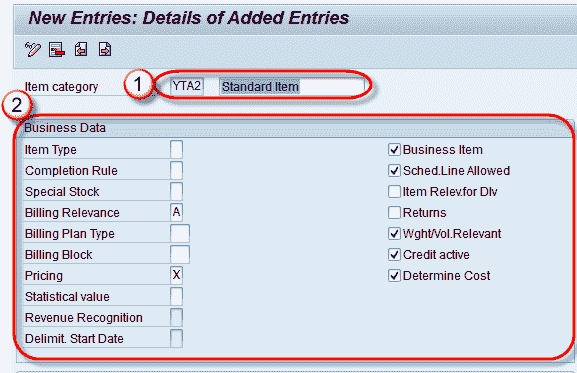 New Entries: Details of Added Entries
Item category 1 YTA2 Standard Item
2
Business Data
Item Type Business Item
Completion Rule Sched.Line Allowed
Special Stock Item Relev.for Dlv
Billing Relevance A Returns
Billing Plan Type Wght/Vol.Relevant
Billing Block Credit active
Pricing X Determine Cost
Statistical value
Revenue Recognition
Delimit. Start Date